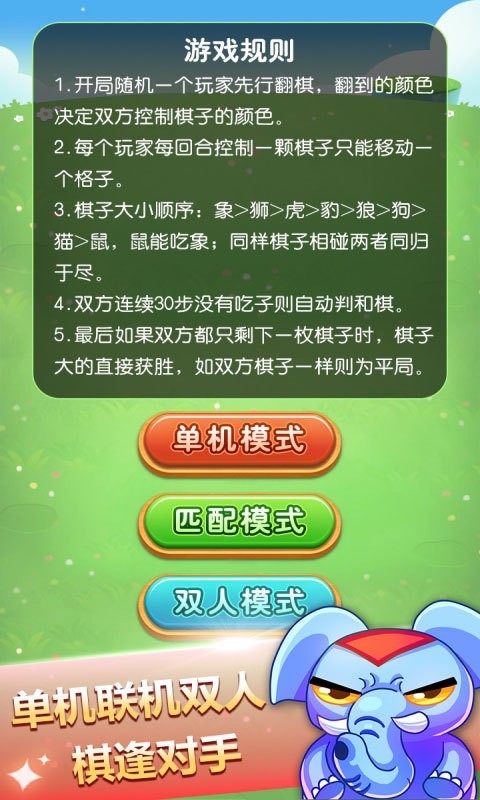 游戏规则
1.开局随机一个玩家先行翻棋，翻到的颜色
决定双方控制棋子的颜色。
2.每个玩家每回合控制一颗棋子只能移动一
个格子。
3.棋子大小顺序：象>狮>虎>豹>狼>狗>
猫>鼠，鼠能吃象；同样棋子相碰两者同归
于尽。
4.双方连续30步没有吃子则自动判和棋。
5.最后如果双方都只剩下一枚棋子时，棋子
大的直接获胜，如双方棋子一样则为平局。
单机模式
匹配模式
双人模式
单机联机双人
棋逢对手